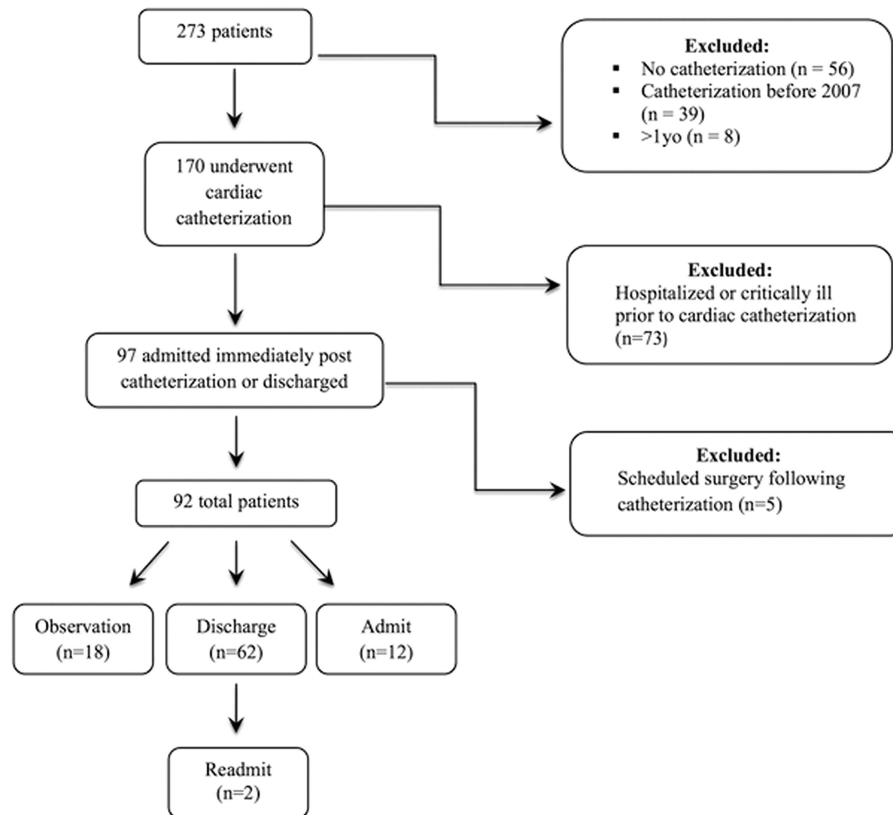 273 patients
Excluded:
▪ No catheterization (n = 56)
▪ Catheterization before 2007
(n = 39)
▪ >1yo (n = 8)
170 underwent
cardiac
catheterization
Excluded:
Hospitalized or critically ill
prior to cardiac catheterization
(n=73)
97 admitted immediately post
catheterization or discharged
Excluded:
Scheduled surgery following
catheterization (n=5)
92 total patients
Observation
(n=18)
Discharge
(n=62)
Admit
(n=12)
Readmit
(n=2)